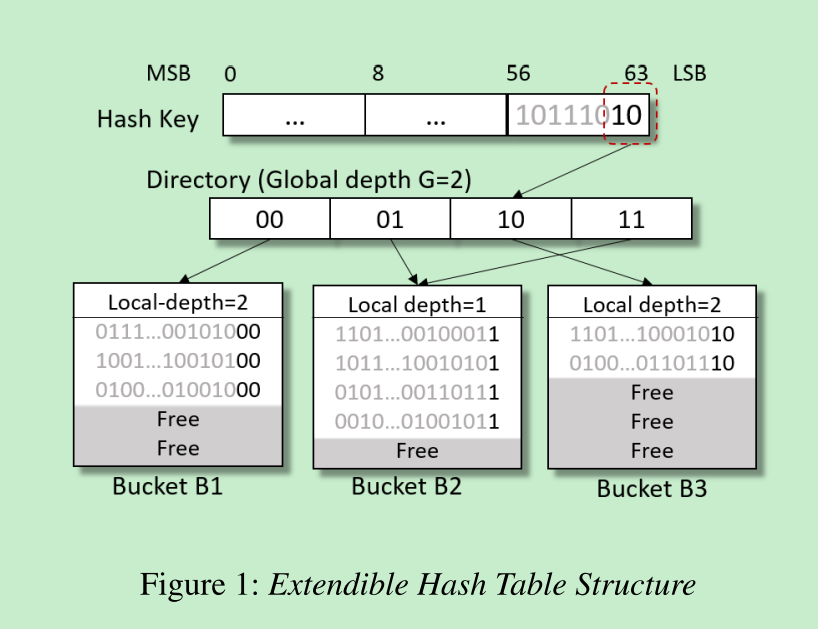 MSB 0 8 56 63 LSB
Hash Key ... ... 10111010
Directory (Global depth G=2)
00 01 10 11
Local-depth=2
0111...00101000
1001...10010100
0100...01001000
Free
Free
Bucket B1
Local depth=1
1101...00100011
1011...10010101
0101...00110111
0010...01001011
Free
Bucket B2
Local depth=2
1101...10001010
0100...01101110
Free
Free
Free
Bucket B3
Figure 1: Extendible Hash Table Structure